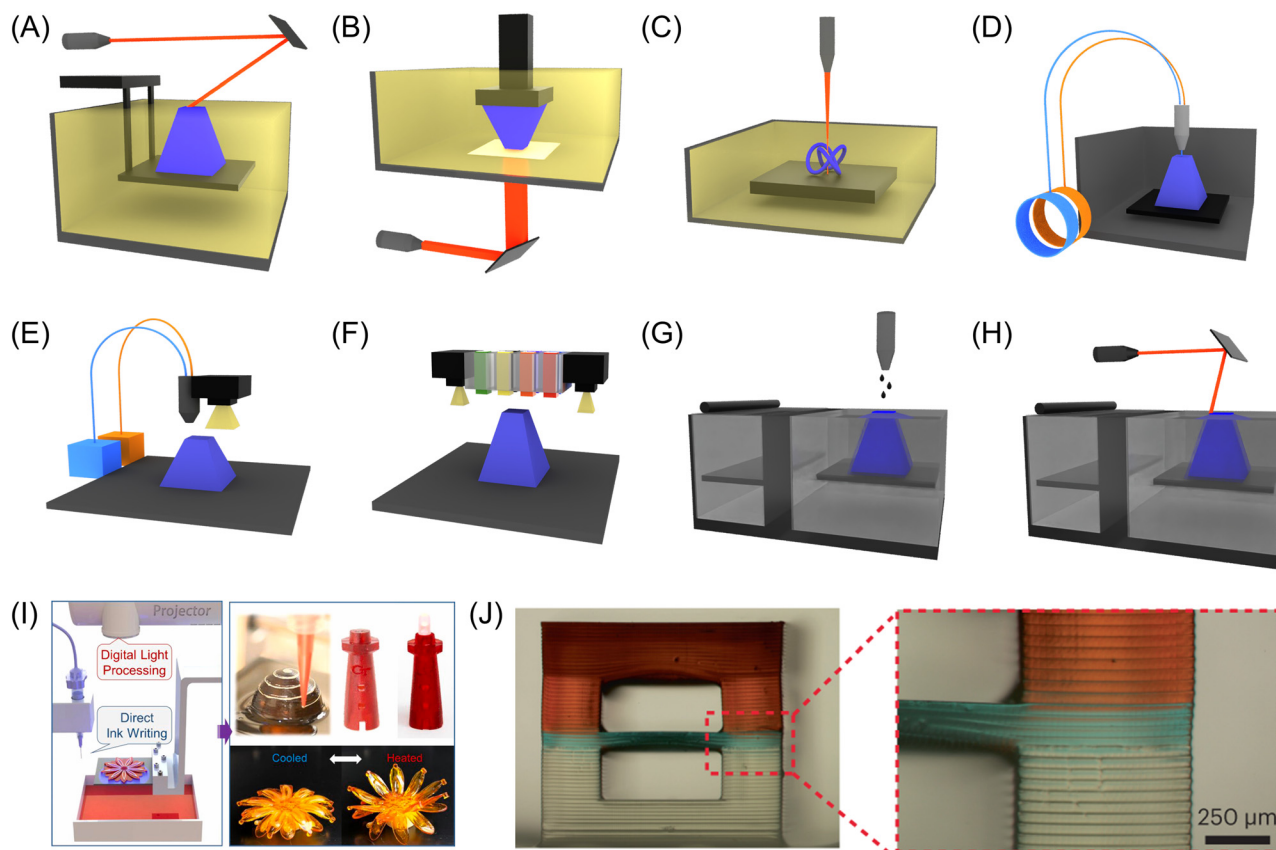 (A)
(B)
(C)
(D)
(E)
(F)
(G)
(H)
(I)
Projector
Digital Light
Processing
Direct
Ink Writing
Cooled
Heated
(J)
250 µm